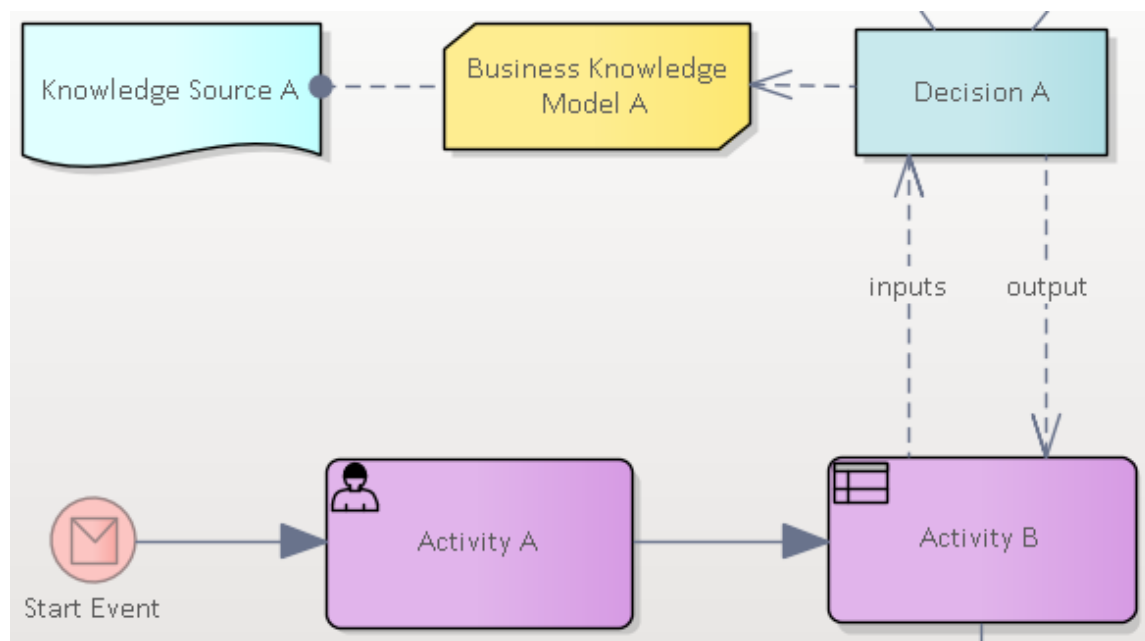 Knowledge Source A
Business Knowledge
Model A
Decision A
inputs
output
Activity A
Activity B
Start Event